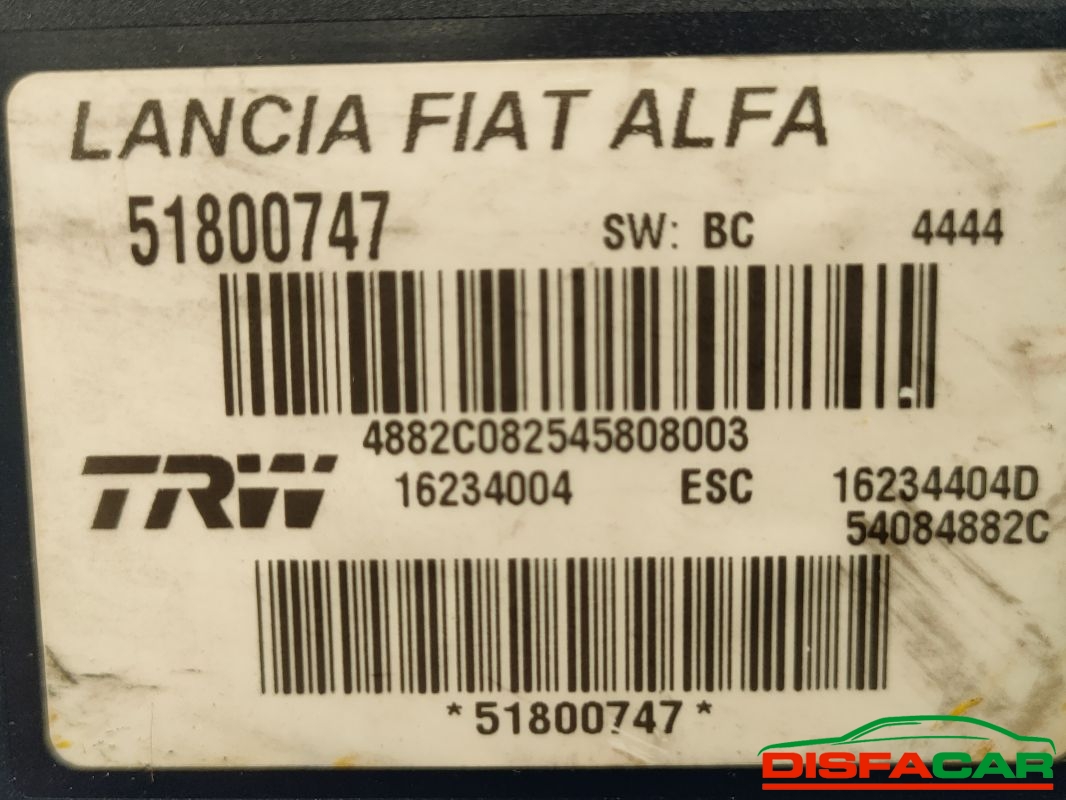 LANCIA FIAT ALFA
51800747 SW: BC 4444
4882C082545808003
TRW 16234004 ESC 16234404D
54084882C
*51800747*
DISFACAR